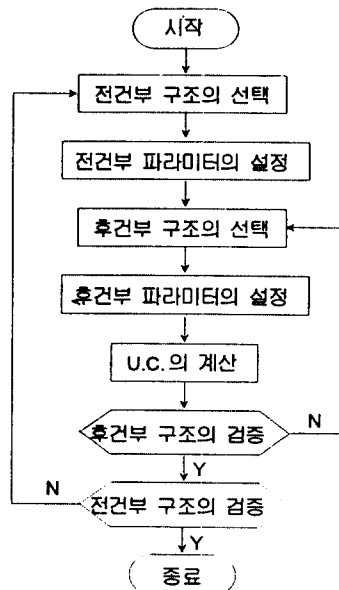 시작
전건부 구조의 선택
전건부 파라미터의 설정
후건부 구조의 선택
후건부 파라미터의 설정
U.C.의 계산
후건부 구조의 검증
N
Y
N
전건부 구조의 검증
Y
종료